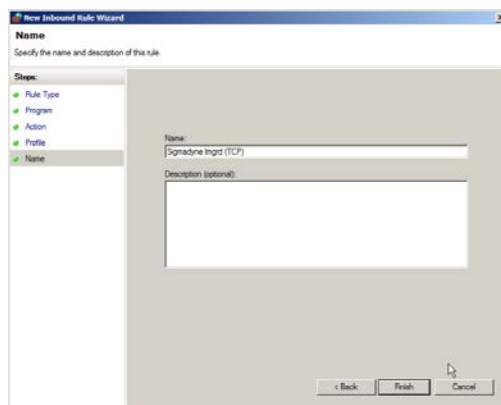 New Inbound Rule Wizard
Name
Specify the name and description of this rule.
Steps:
Rule Type
Program
Action
Profile
Name
Name:
Sigmadyne lmgrd (TCP)
Description (optional):
< Back
Finish
Cancel